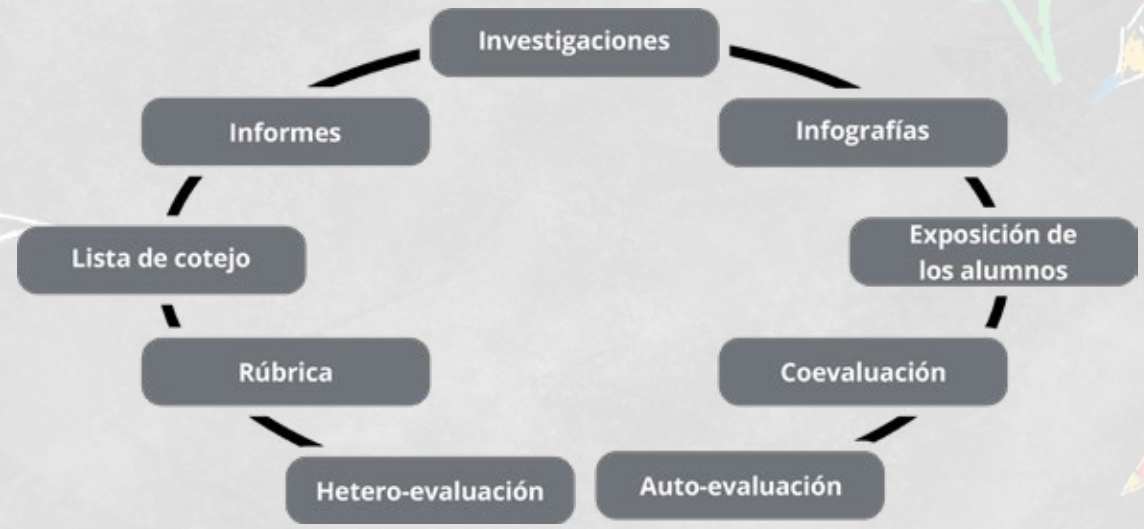 Investigaciones
Informes
Infografías
Lista de cotejo
Exposición de
los alumnos
Rúbrica
Coevaluación
Hetero-evaluación
Auto-evaluación